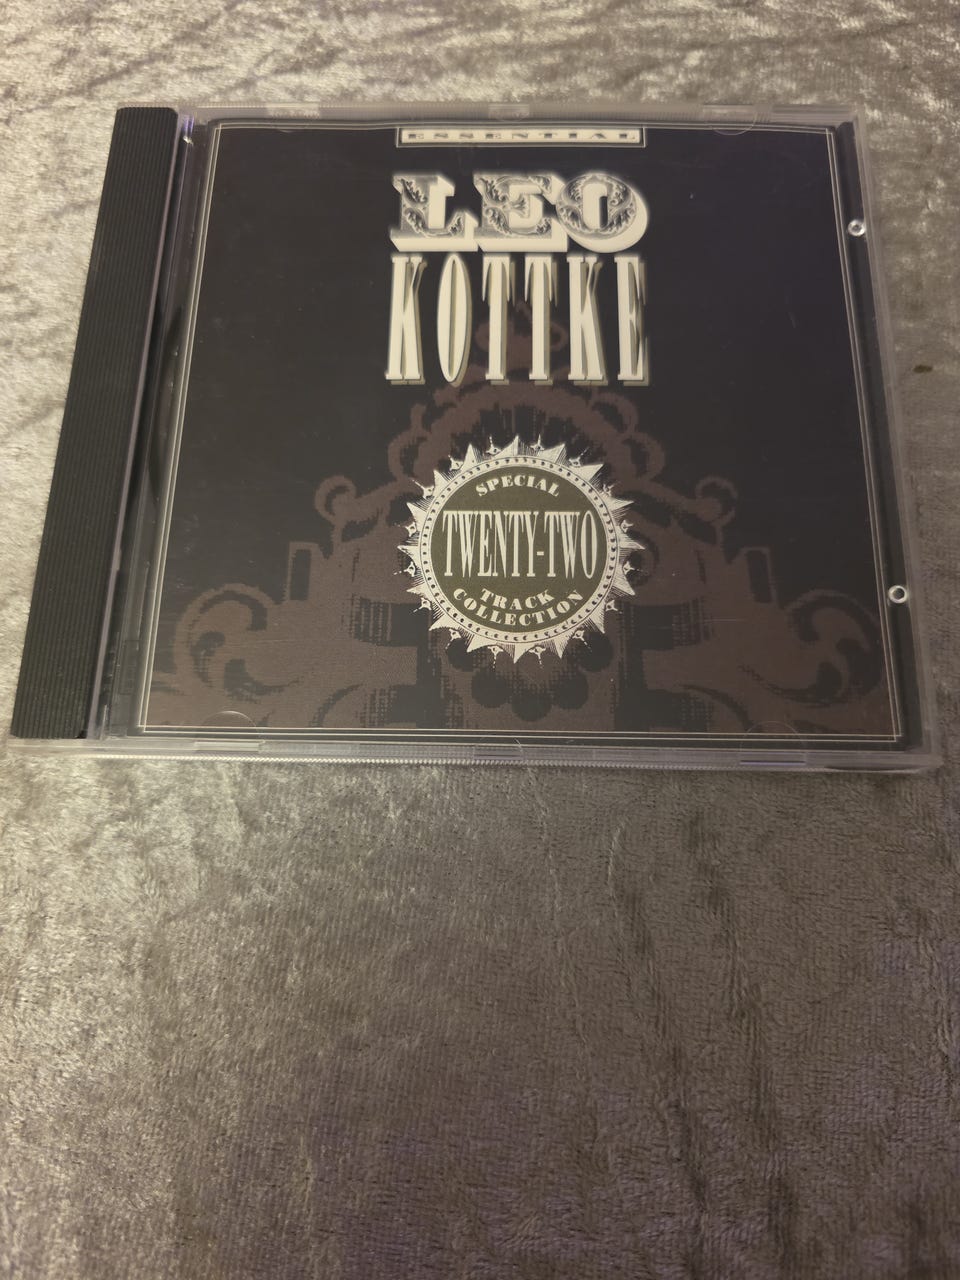 ESSENTIAL
LEO
KOTTKE
SPECIAL
TWENTY-TWO
TRACK
COLLECTION